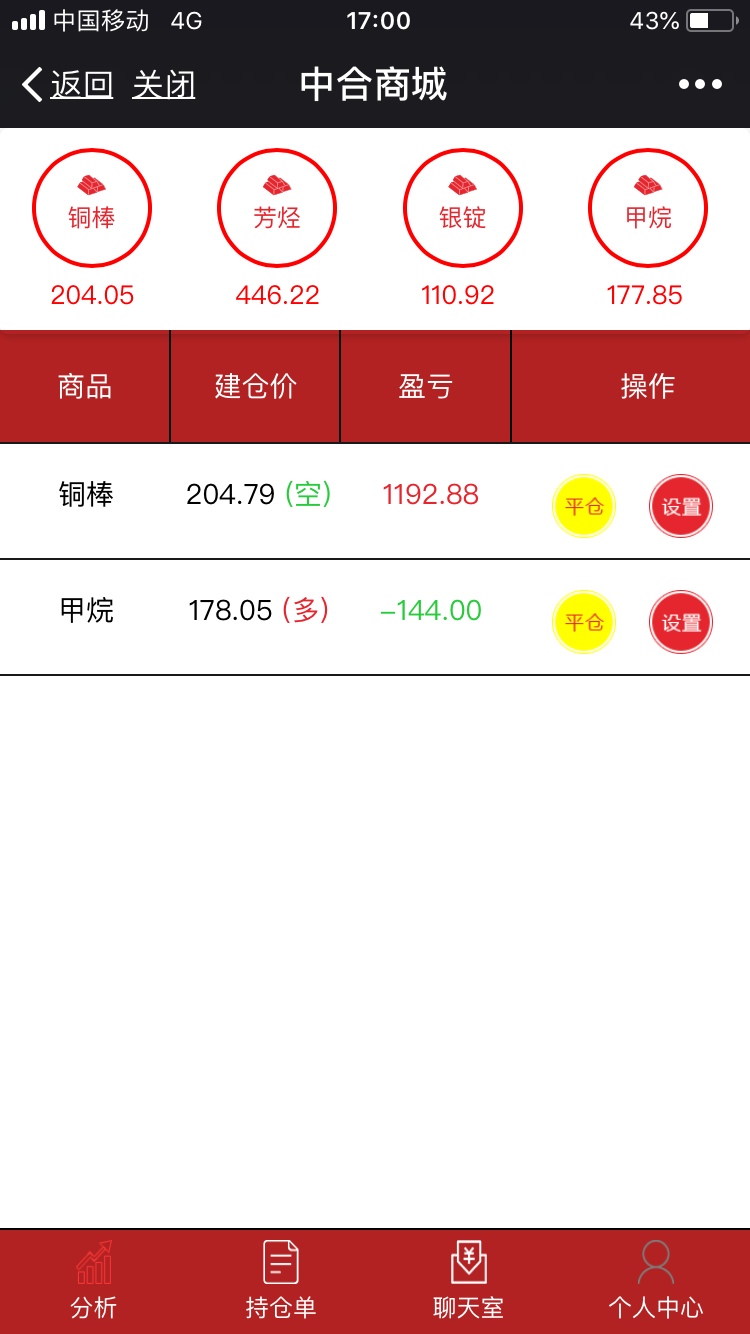 中国移动 4G 17:00 43%
返回 关闭 中合商城
铜棒 芳烃 银锭 甲烷
204.05 446.22 110.92 177.85
商品 建仓价 盈亏 操作
铜棒 204.79 (空) 1192.88 平仓 设置
甲烷 178.05 (多) -144.00 平仓 设置
分析 持仓单 聊天室 个人中心